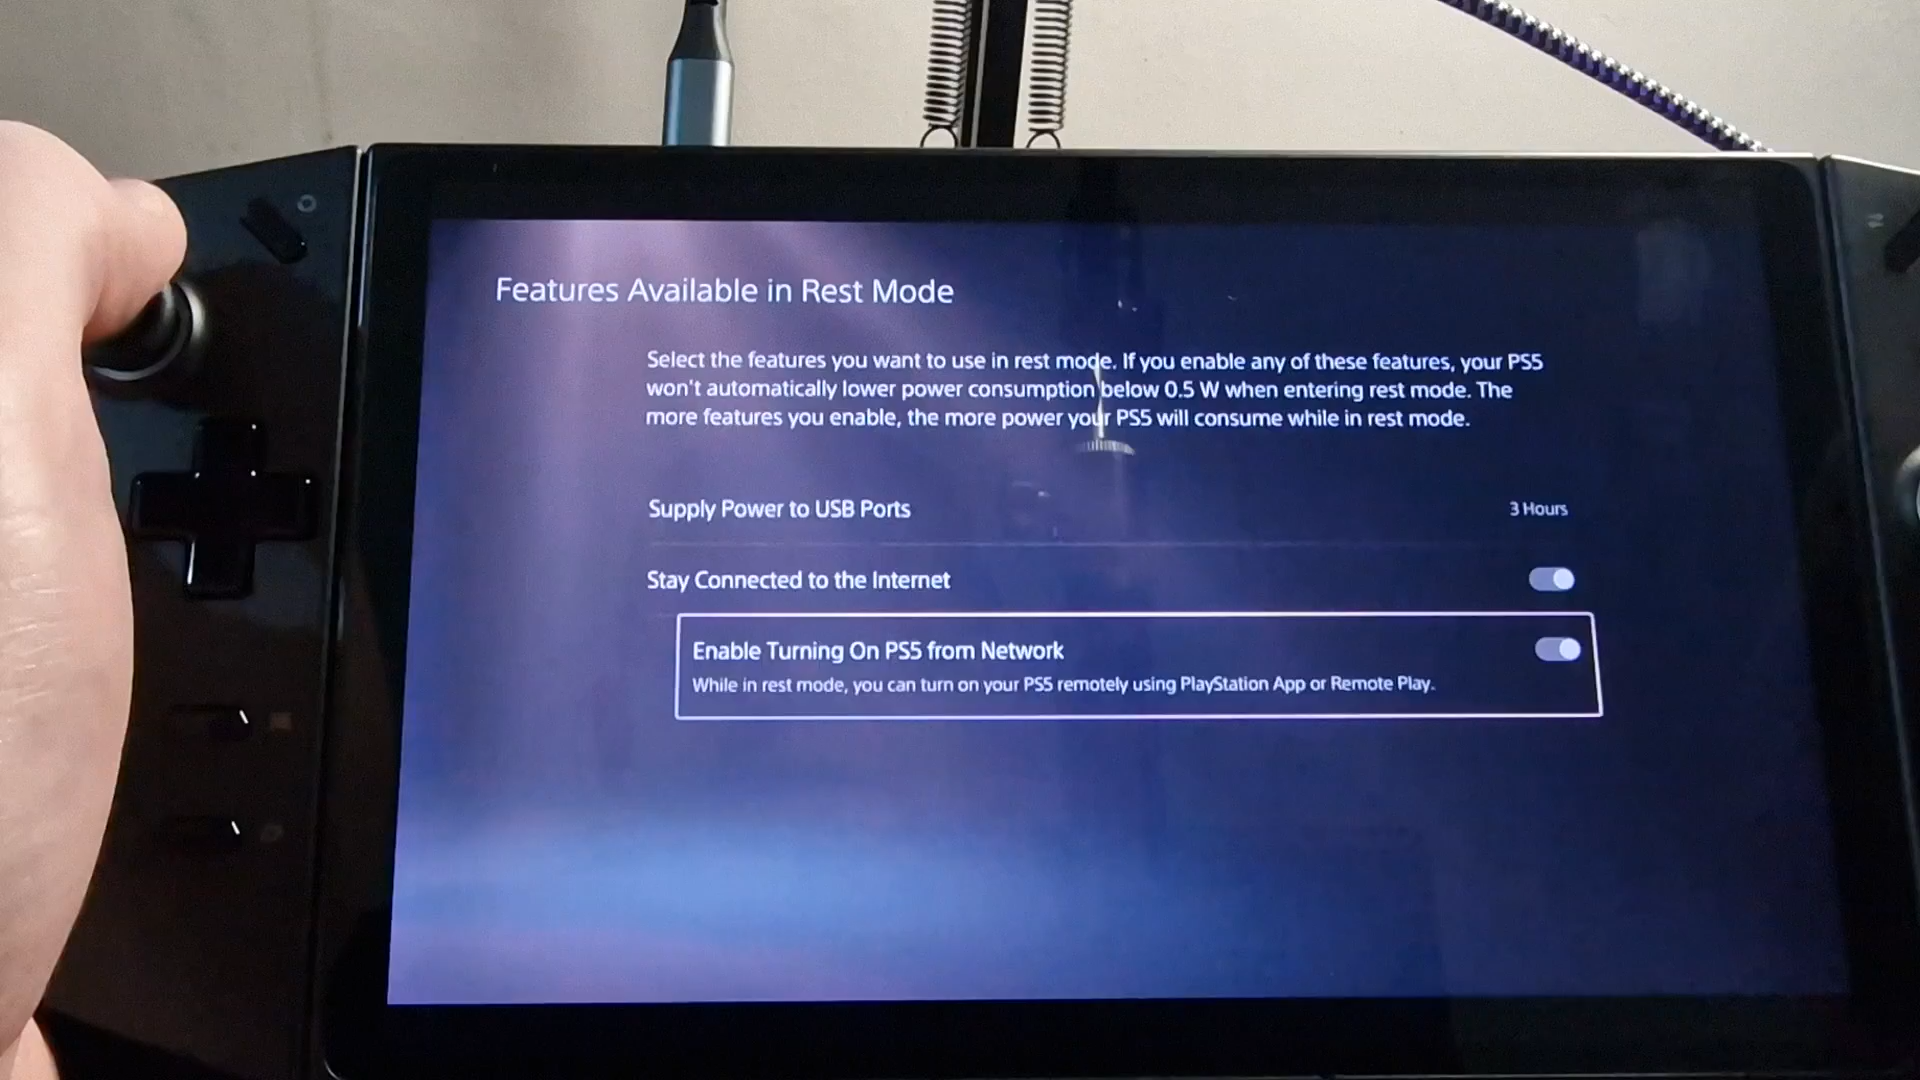 Features Available in Rest Mode
Select the features you want to use in rest mode. If you enable any of these features, your PS5
won't automatically lower power consumption below 0.5 W when entering rest mode. The
more features you enable, the more power your PS5 will consume while in rest mode.
Supply Power to USB Ports 3 Hours
Stay Connected to the Internet
Enable Turning On PS5 from Network
While in rest mode, you can turn on your PS5 remotely using PlayStation App or Remote Play.